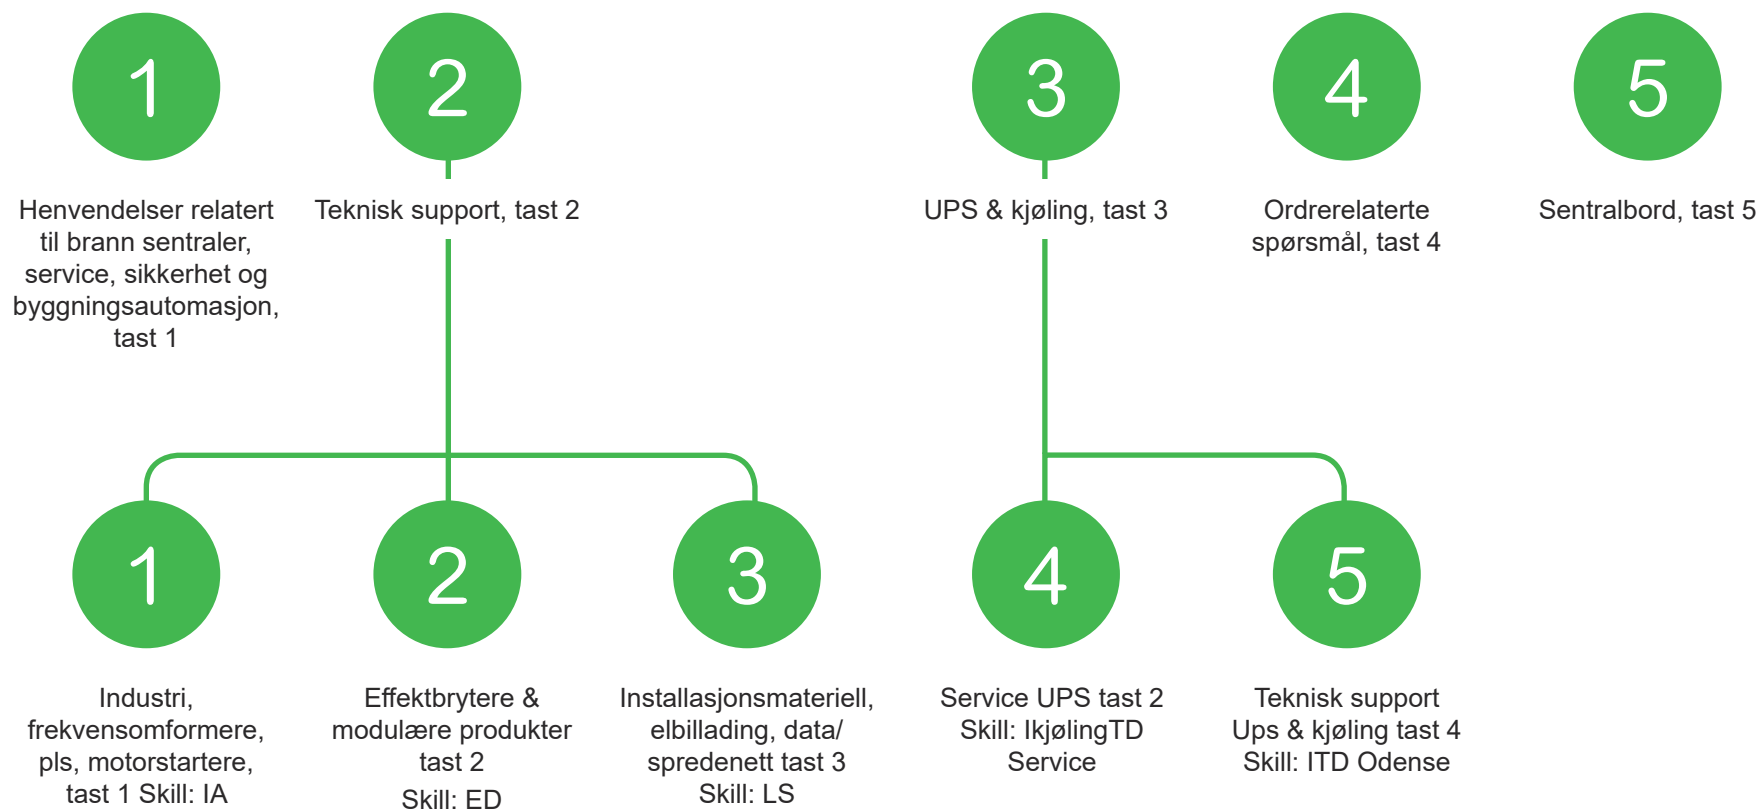 1
Henvendelser relatert
til brann sentraler,
service, sikkerhet og
byggningsautomasjon,
tast 1
2
Teknisk support, tast 2
3
UPS & kjøling, tast 3
4
Ordrerelaterte
spørsmål, tast 4
5
Sentralbord, tast 5
1
Industri,
frekvensomformere,
pls, motorstartere,
tast 1 Skill: IA
2
Effektbrytere &
modulære produkter
tast 2
Skill: ED
3
Installasjonsmateriell,
elbillading, data/
spredenett tast 3
Skill: LS
4
Service UPS tast 2
Skill: IkjølingTD
Service
5
Teknisk support
Ups & kjøling tast 4
Skill: ITD Odense